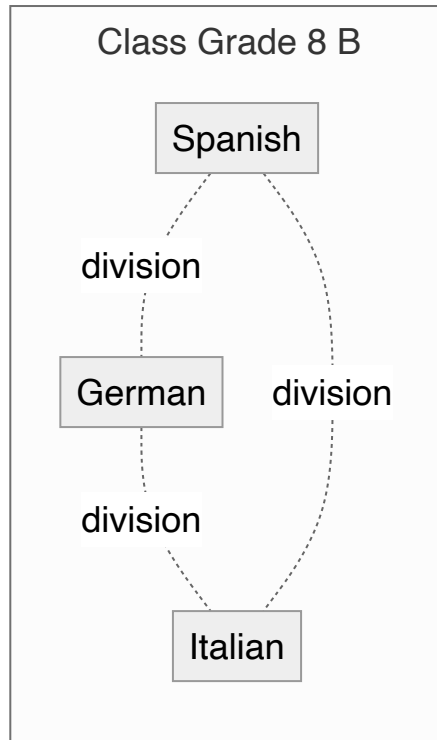 Class Grade 8 B
Spanish
division
German
division
division
Italian